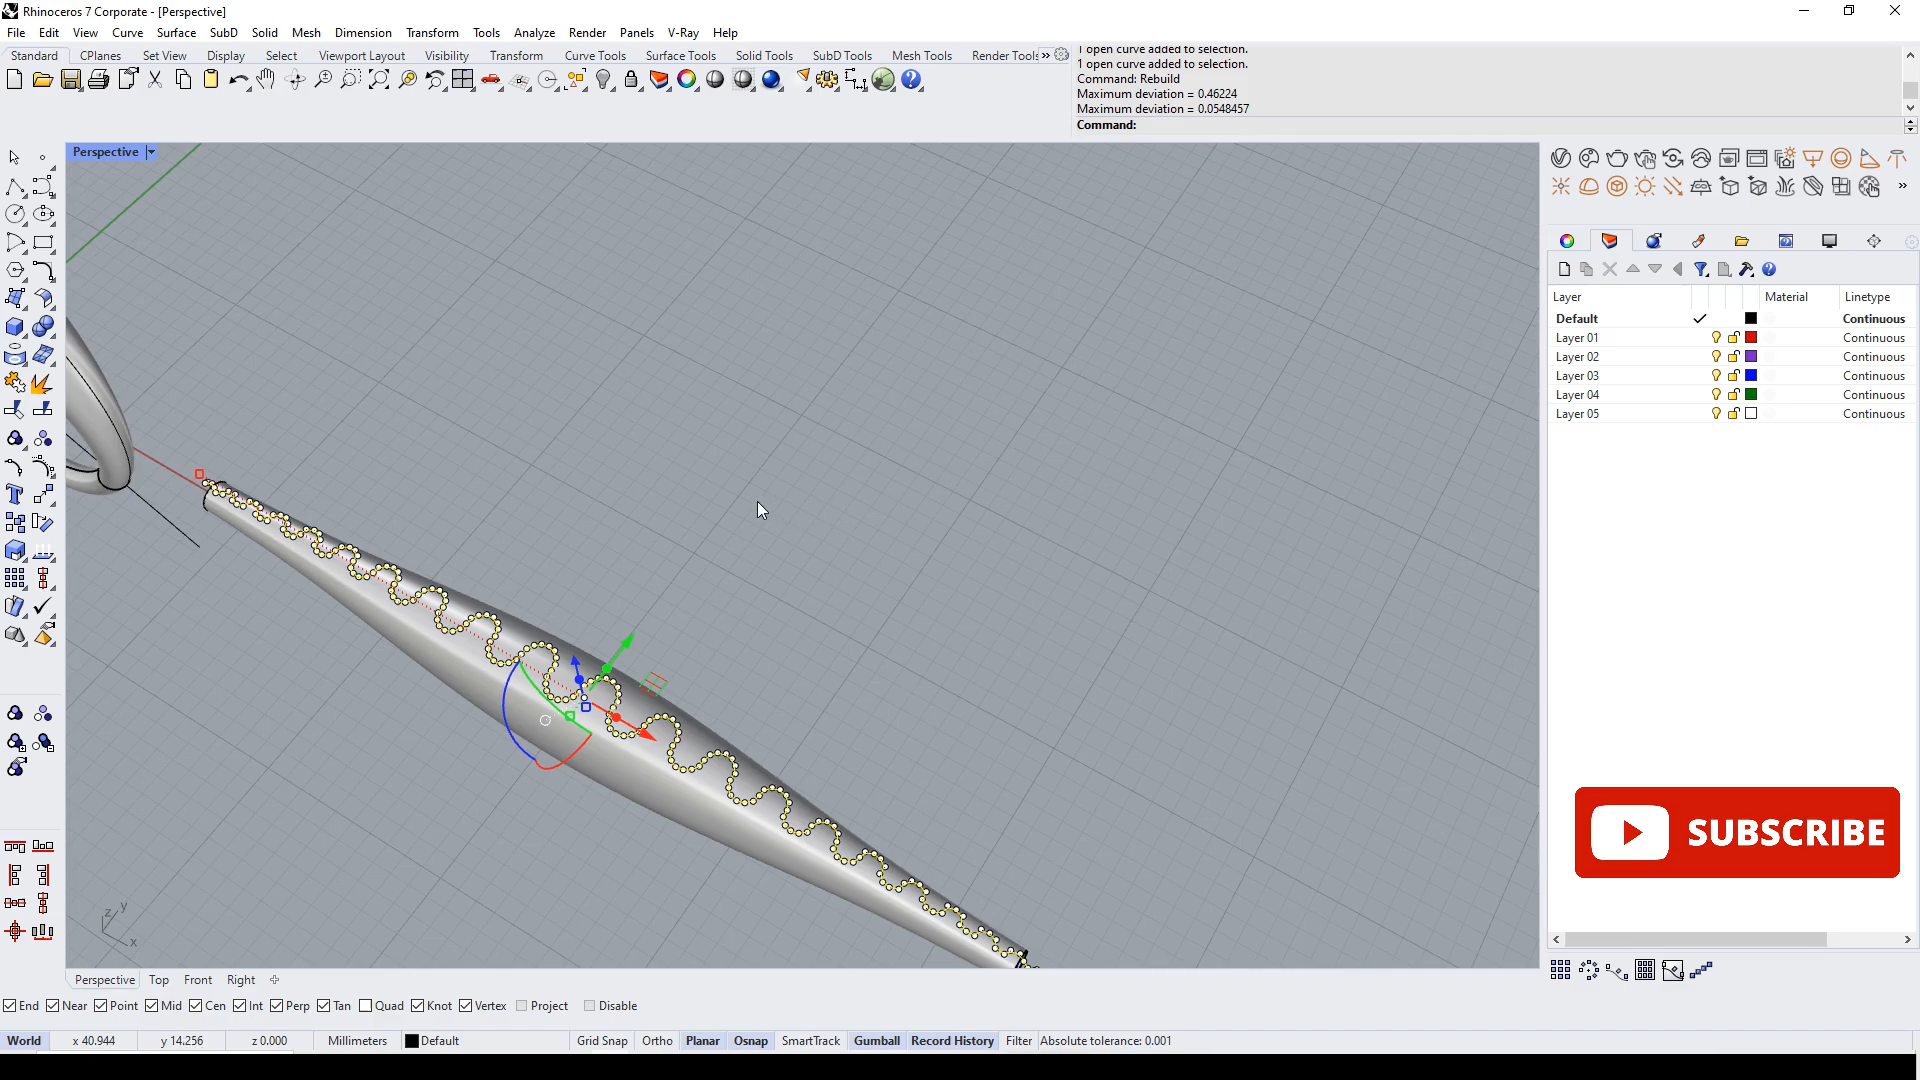 Rhinoceros 7 Corporate - [Perspective]
File Edit View Curve Surface SubD Solid Mesh Dimension Transform Tools Analyze Render Panels V-Ray Help
Standard CPlanes Set View Display Select Viewport Layout Visibility Transform Curve Tools Surface Tools Solid Tools SubD Tools Mesh Tools Render Tools »
1 open curve added to selection.
1 open curve added to selection.
Command: Rebuild
Maximum deviation = 0.46224
Maximum deviation = 0.0548457
Command:
Perspective
Layer Material Linetype
Default Continuous
Layer 01 Continuous
Layer 02 Continuous
Layer 03 Continuous
Layer 04 Continuous
Layer 05 Continuous
SUBSCRIBE
z y
x
Perspective Top Front Right
End Near Point Mid Cen Int Perp Tan Quad Knot Vertex Project Disable
World x 40.944 y 14.256 z 0.000 Millimeters Default Grid Snap Ortho Planar Osnap SmartTrack Gumball Record History Filter Absolute tolerance: 0.001